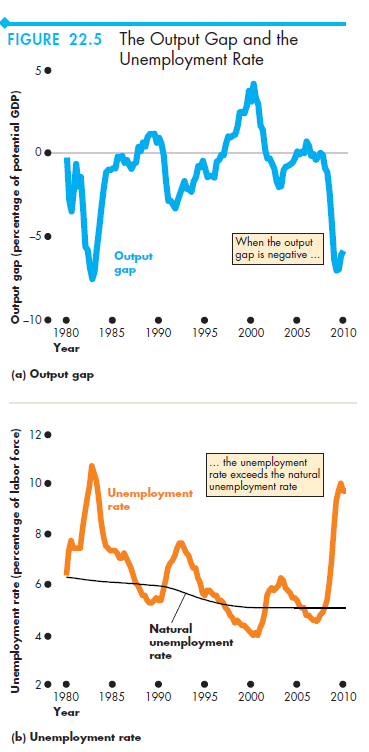 FIGURE 22.5 The Output Gap and the
Unemployment Rate
Output gap (percentage of potential GDP)
5
0
–5
–10
Output
gap
When the output
gap is negative ...
1980 1985 1990 1995 2000 2005 2010
Year
(a) Output gap
Unemployment rate (percentage of labor force)
12
10
8
6
4
2
... the unemployment
rate exceeds the natural
unemployment rate
Unemployment
rate
Natural
unemployment
rate
1980 1985 1990 1995 2000 2005 2010
Year
(b) Unemployment rate